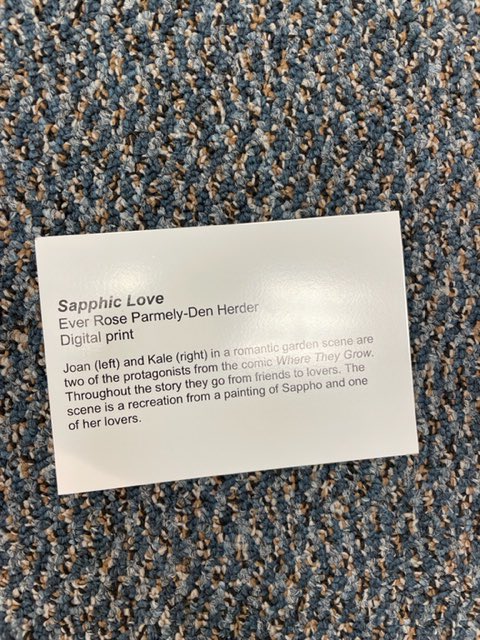 Sapphic Love
Ever Rose Parmely-Den Herder
Digital print
Joan (left) and Kale (right) in a romantic garden scene are
two of the protagonists from the comic Where They Grow.
Throughout the story they go from friends to lovers. The
scene is a recreation from a painting of Sappho and one
of her lovers.